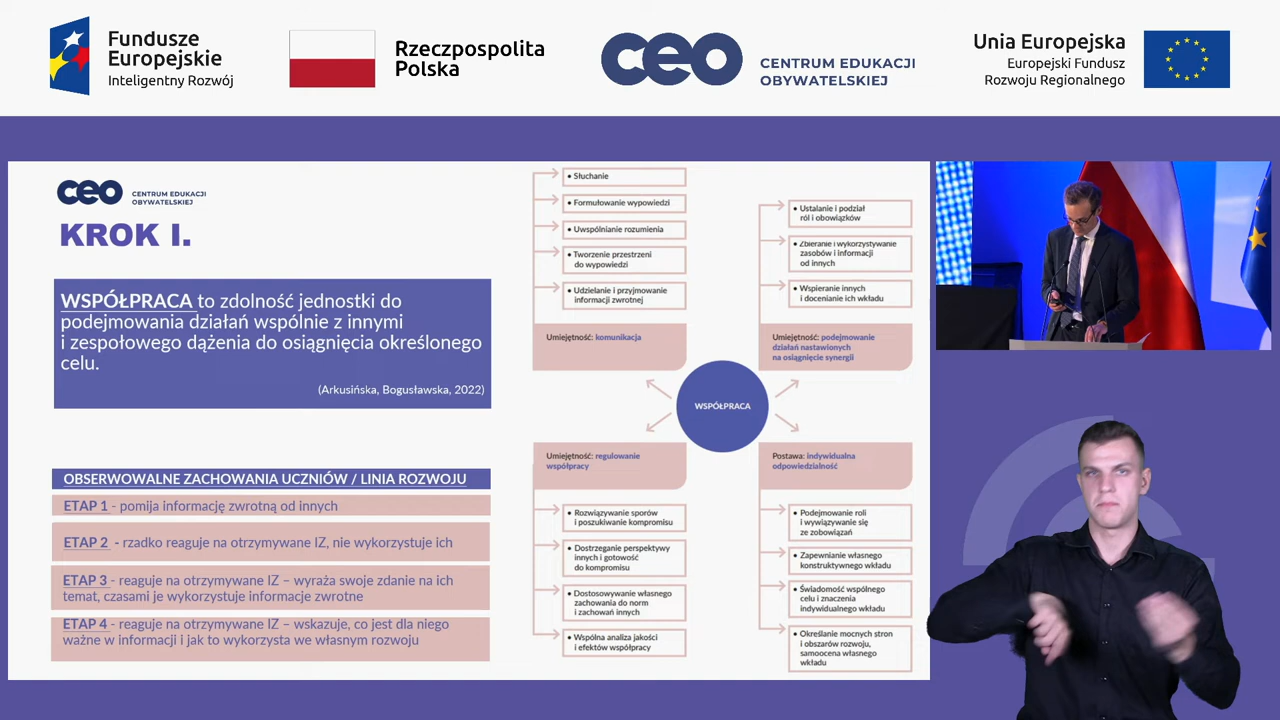 Fundusze
Europejskie
Inteligentny Rozwój
Rzeczpospolita
Polska
ceo
CENTRUM EDUKACJI
OBYWATELSKIEJ
Unia Europejska
Europejski Fundusz
Rozwoju Regionalnego
ceo
CENTRUM EDUKACJI
OBYWATELSKIEJ
KROK I.
WSPÓŁPRACA to zdolność jednostki do
podejmowania działań wspólnie z innymi
i zespołowego dążenia do osiągnięcia określonego
celu.
(Arkusińska, Bogusławska, 2022)
OBSERWOWALNE ZACHOWANIA UCZNIÓW / LINIA ROZWOJU
ETAP 1 - pomija informację zwrotną od innych
ETAP 2 - rzadko reaguje na otrzymywane IZ, nie wykorzystuje ich
ETAP 3 - reaguje na otrzymywane IZ – wyraża swoje zdanie na ich
temat, czasami je wykorzystuje informacje zwrotne
ETAP 4 - reaguje na otrzymywane IZ – wskazuje, co jest dla niego
ważne w informacji i jak to wykorzysta we własnym rozwoju
• Słuchanie
• Formułowanie wypowiedzi
• Uwspólnianie rozumienia
• Tworzenie przestrzeni
do wypowiedzi
• Udzielanie i przyjmowanie
informacji zwrotnej
Umiejętność: komunikacja
• Ustalanie i podział
ról i obowiązków
• Zbieranie i wykorzystywanie
zasobów i informacji
od innych
• Wspieranie innych
i docenianie ich wkładu
Umiejętność: podejmowanie
działań nastawionych
na osiągnięcie synergii
WSPÓŁPRACA
Umiejętność: regulowanie
współpracy
• Rozwiązywanie sporów
i poszukiwanie kompromisu
• Dostrzeganie perspektywy
innych i gotowość
do kompromisu
• Dostosowywanie własnego
zachowania do norm
i zachowań innych
• Wspólna analiza jakości
i efektów współpracy
Postawa: indywidualna
odpowiedzialność
• Podejmowanie roli
i wywiązywanie się
ze zobowiązań
• Zapewnianie własnego
konstruktywnego wkładu
• Świadomość wspólnego
celu i znaczenia
indywidualnego wkładu
• Określanie mocnych stron
i obszarów rozwoju,
samoocena własnego
wkładu